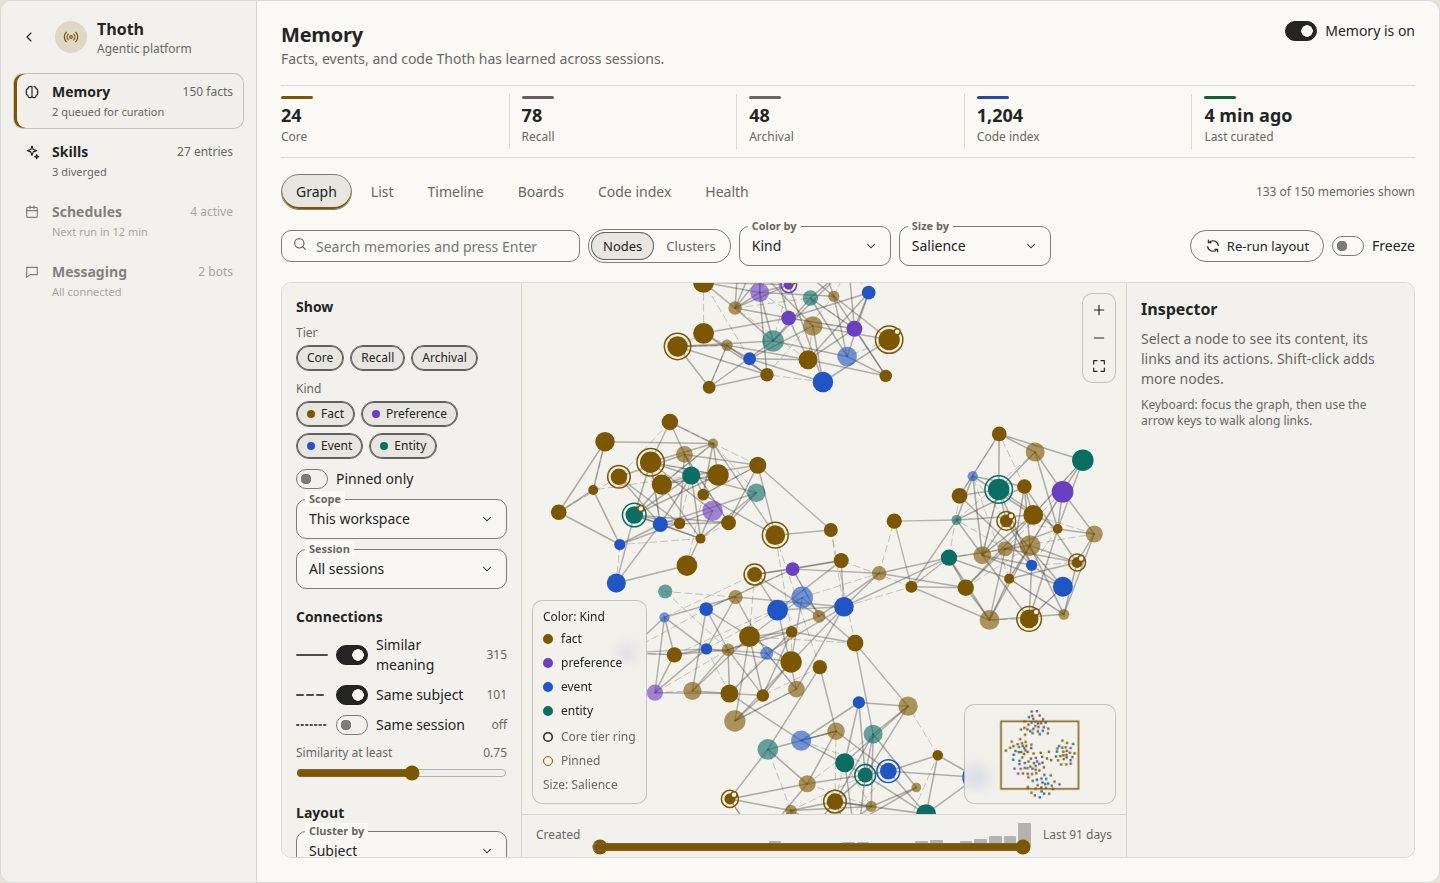 Thoth
Agentic platform
Memory 150 facts
2 queued for curation
Skills 27 entries
3 diverged
Schedules 4 active
Next run in 12 min
Messaging 2 bots
All connected
Memory
Facts, events, and code Thoth has learned across sessions.
Memory is on
24
Core
78
Recall
48
Archival
1,204
Code index
4 min ago
Last curated
Graph List Timeline Boards Code index Health
133 of 150 memories shown
Search memories and press Enter
Nodes Clusters
Color by
Kind
Size by
Salience
Re-run layout
Freeze
Show
Tier
Core Recall Archival
Kind
Fact Preference
Event Entity
Pinned only
Scope
This workspace
Session
All sessions
Connections
Similar meaning 315
Same subject 101
Same session off
Similarity at least 0.75
Layout
Cluster by
Subject
Color: Kind
fact
preference
event
entity
Core tier ring
Pinned
Size: Salience
Created Last 91 days
Inspector
Select a node to see its content, its
links and its actions. Shift-click adds
more nodes.
Keyboard: focus the graph, then use the
arrow keys to walk along links.